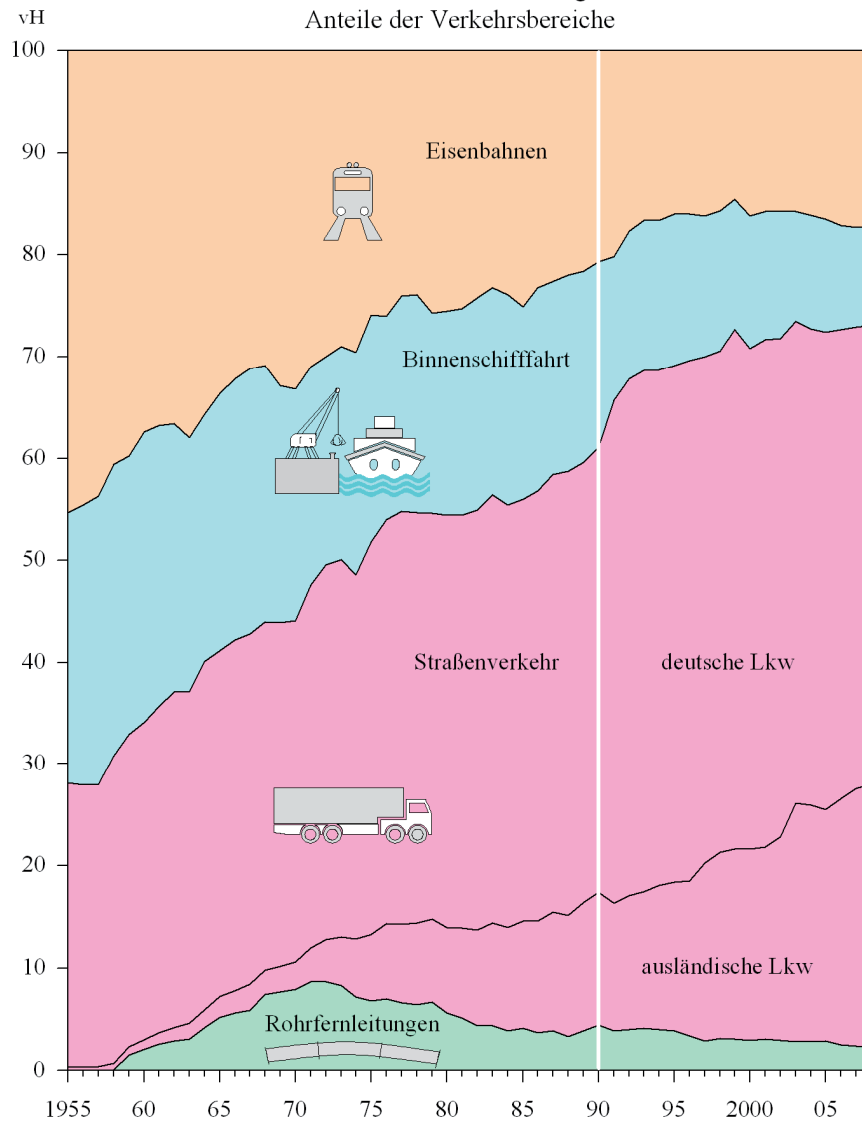 Anteile der Verkehrsbereiche
vH
100
90
80
70
60
50
40
30
20
10
0
Eisenbahnen
Binnenschifffahrt
Straßenverkehr
deutsche Lkw
ausländische Lkw
Rohrfernleitungen
1955 60 65 70 75 80 85 90 95 2000 05